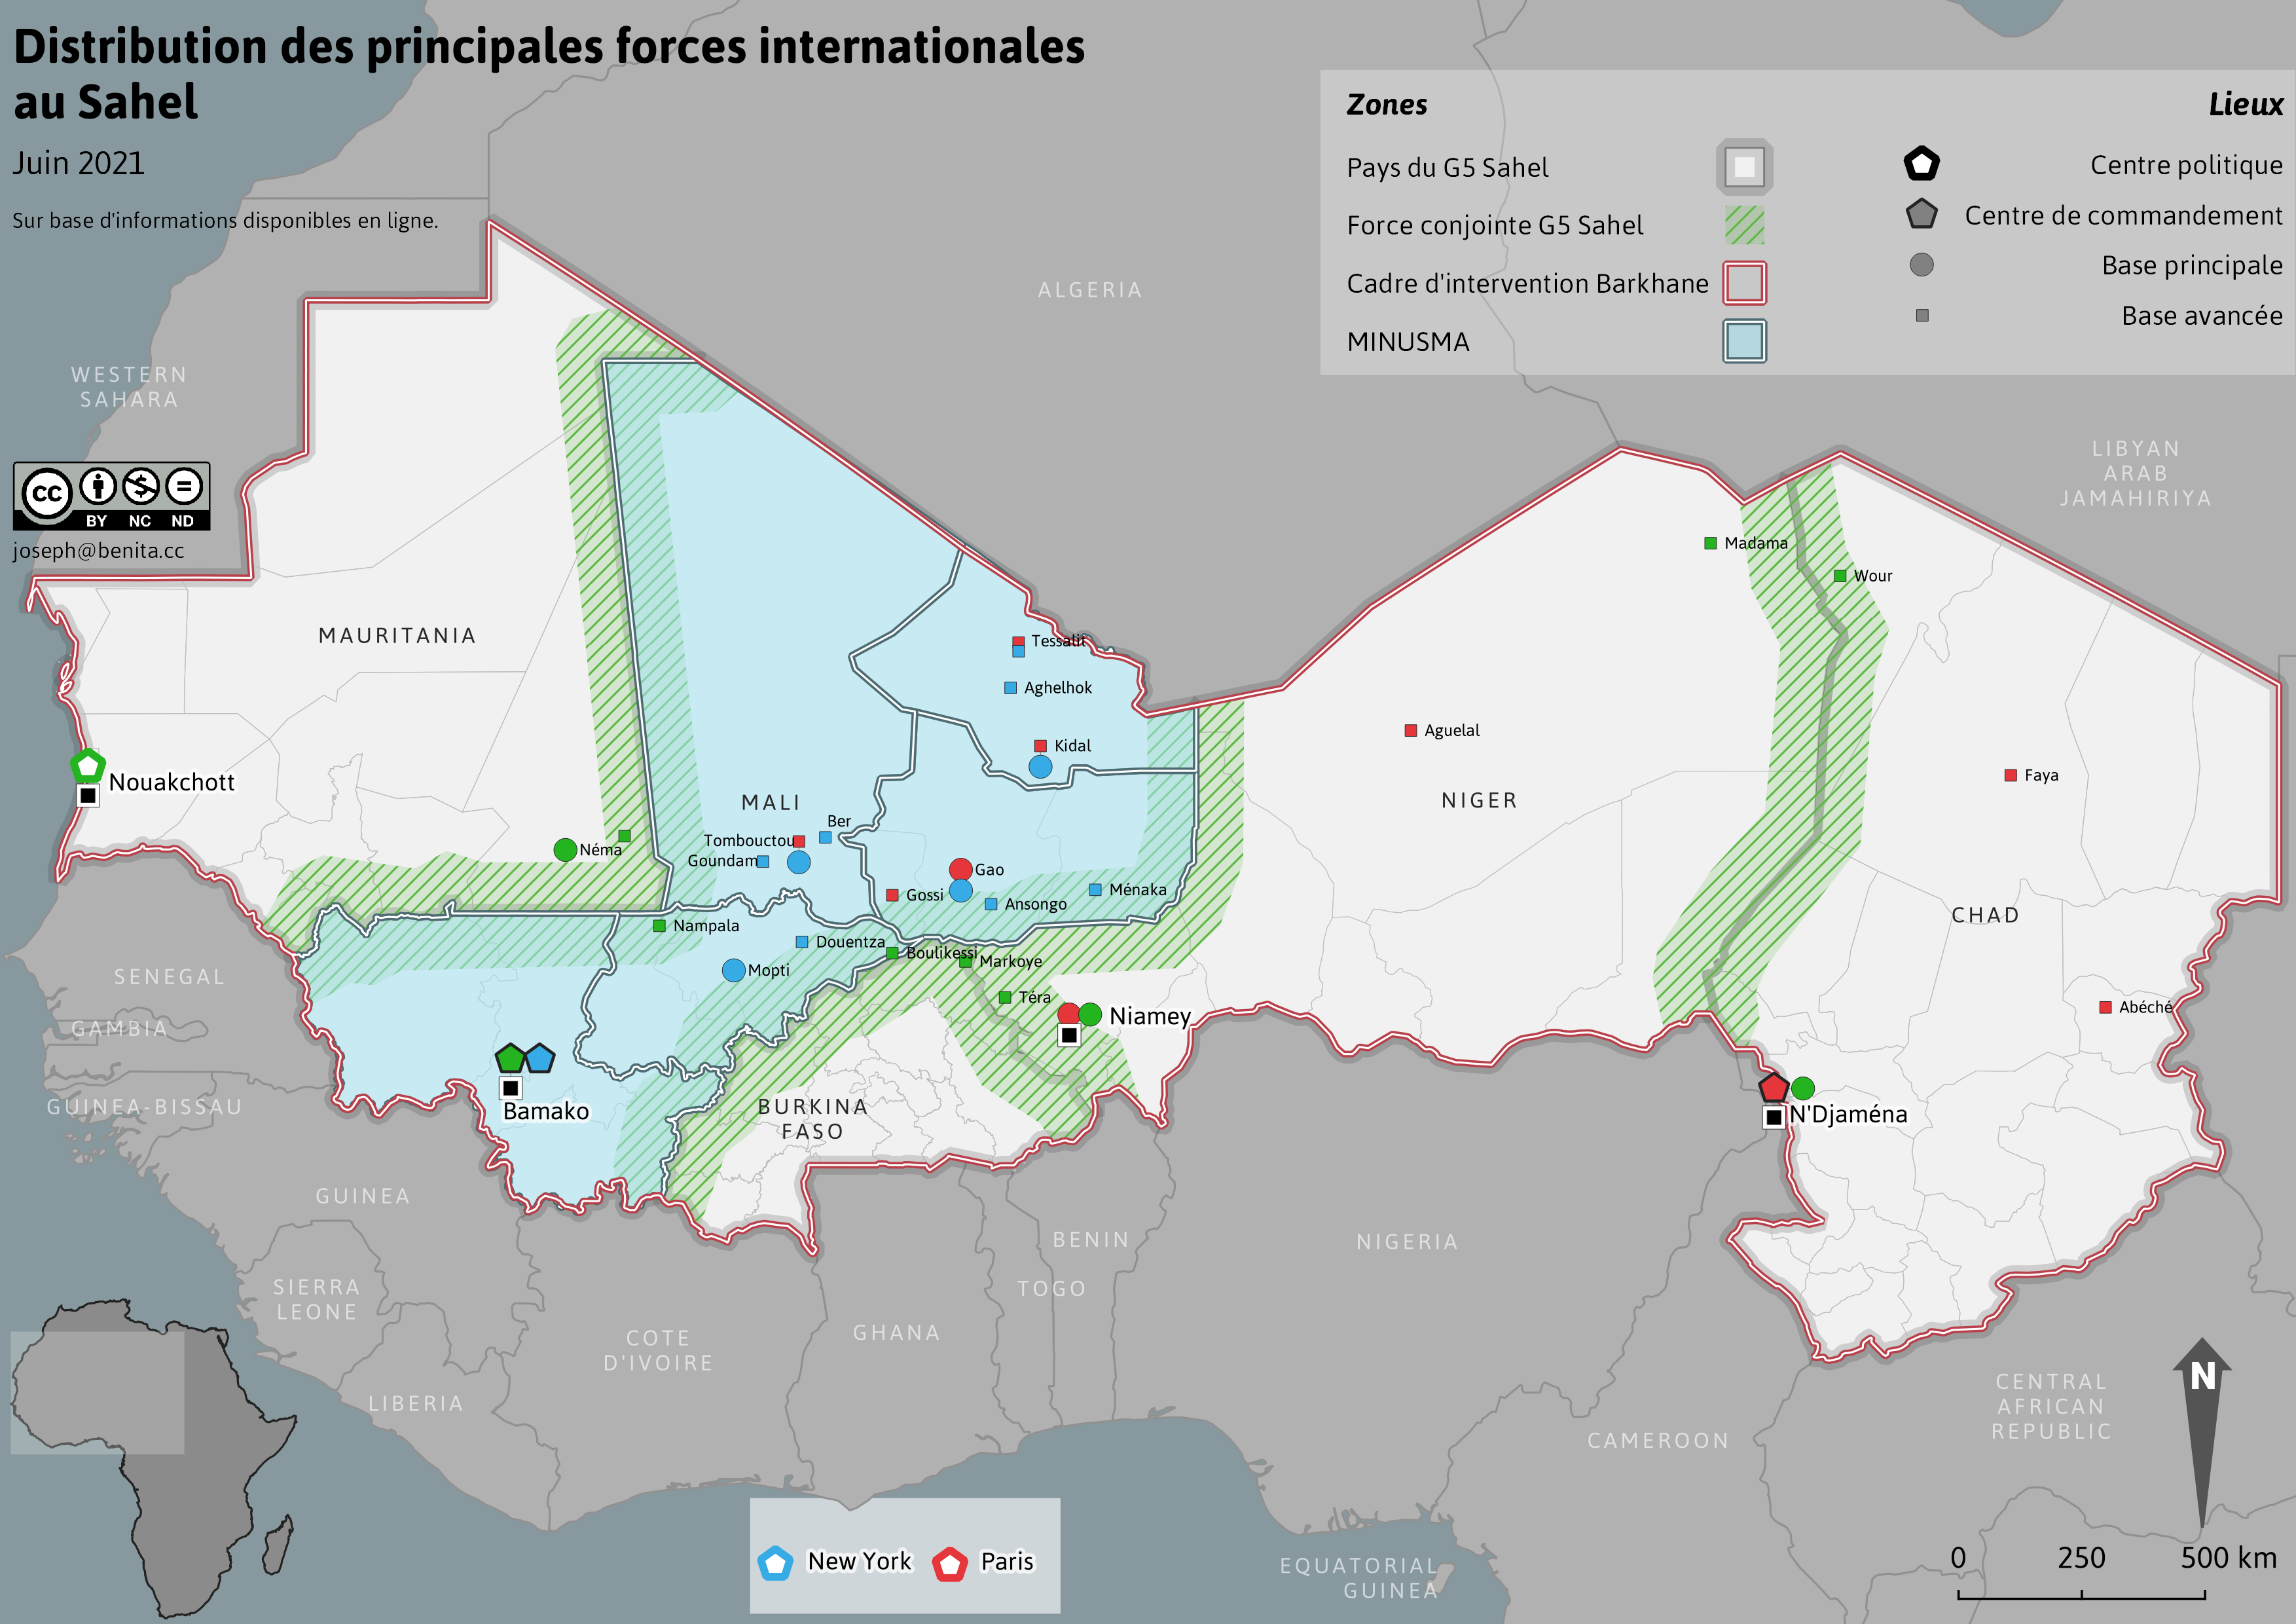 Distribution des principales forces internationales
au Sahel
Juin 2021
Sur base d'informations disponibles en ligne.
Zones
Lieux
Pays du G5 Sahel
Centre politique
Force conjointe G5 Sahel
Centre de commandement
Cadre d'intervention Barkhane
Base principale
MINUSMA
Base avancée
ALGERIA
WESTERN
SAHARA
LIBYAN
ARAB
JAMAHIRIYA
cc
BY NC ND
joseph@benita.cc
Madama
Wour
MAURITANIA
Tessalit
Aghelhok
Aguelal
Kidal
Faya
Nouakchott
MALI
NIGER
Ber
Tombouctou
Néma
Goundam
Gao
Ménaka
Gossi
Ansongo
CHAD
Nampala
Douentza
Boulikessi
Markoye
Mopti
SENEGAL
Téra
Abéché
Niamey
GAMBIA
GUINEA-BISSAU
Bamako
BURKINA
FASO
N'Djaména
GUINEA
BENIN
NIGERIA
SIERRA
LEONE
TOGO
COTE
D'IVOIRE
GHANA
LIBERIA
CENTRAL
AFRICAN
REPUBLIC
N
CAMEROON
New York
Paris
EQUATORIAL
GUINEA
0 250 500 km